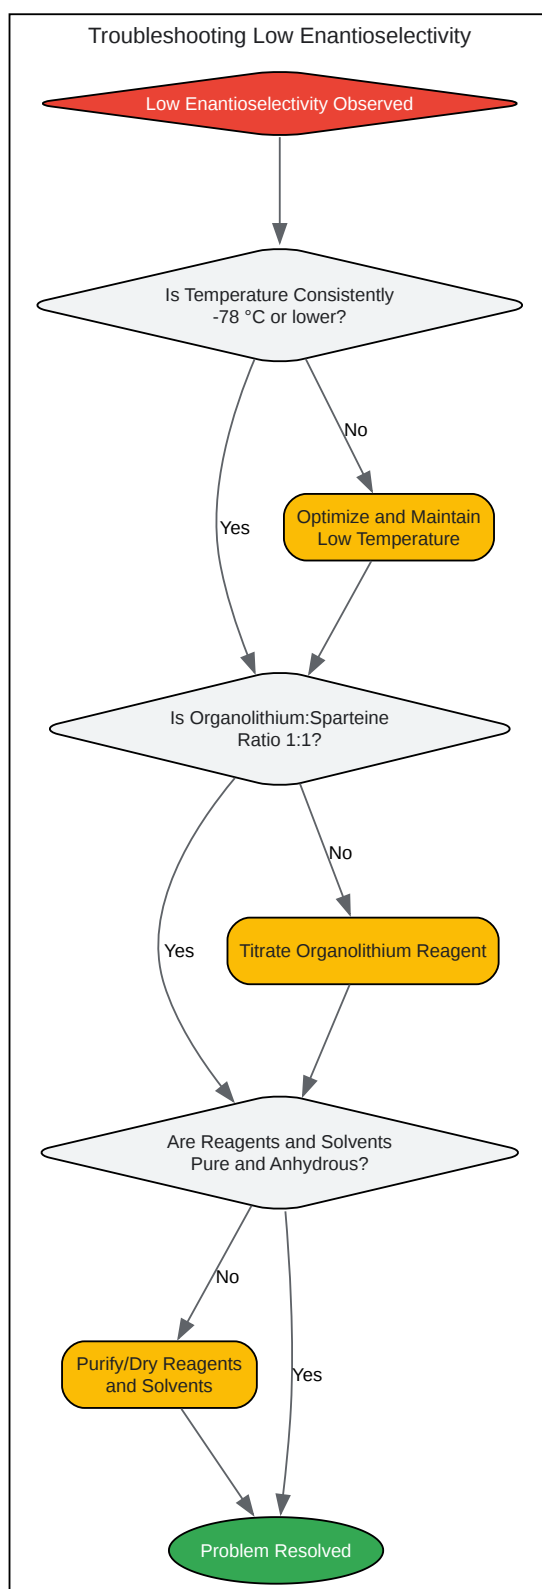 Troubleshooting Low Enantioselectivity
Low Enantioselectivity Observed
Is Temperature Consistently
-78 °C or lower?
No
Yes
Optimize and Maintain
Low Temperature
Is Organolithium:Sparteine
Ratio 1:1?
No
Yes
Titrate Organolithium Reagent
Are Reagents and Solvents
Pure and Anhydrous?
No
Purify/Dry Reagents
and Solvents
Yes
Problem Resolved